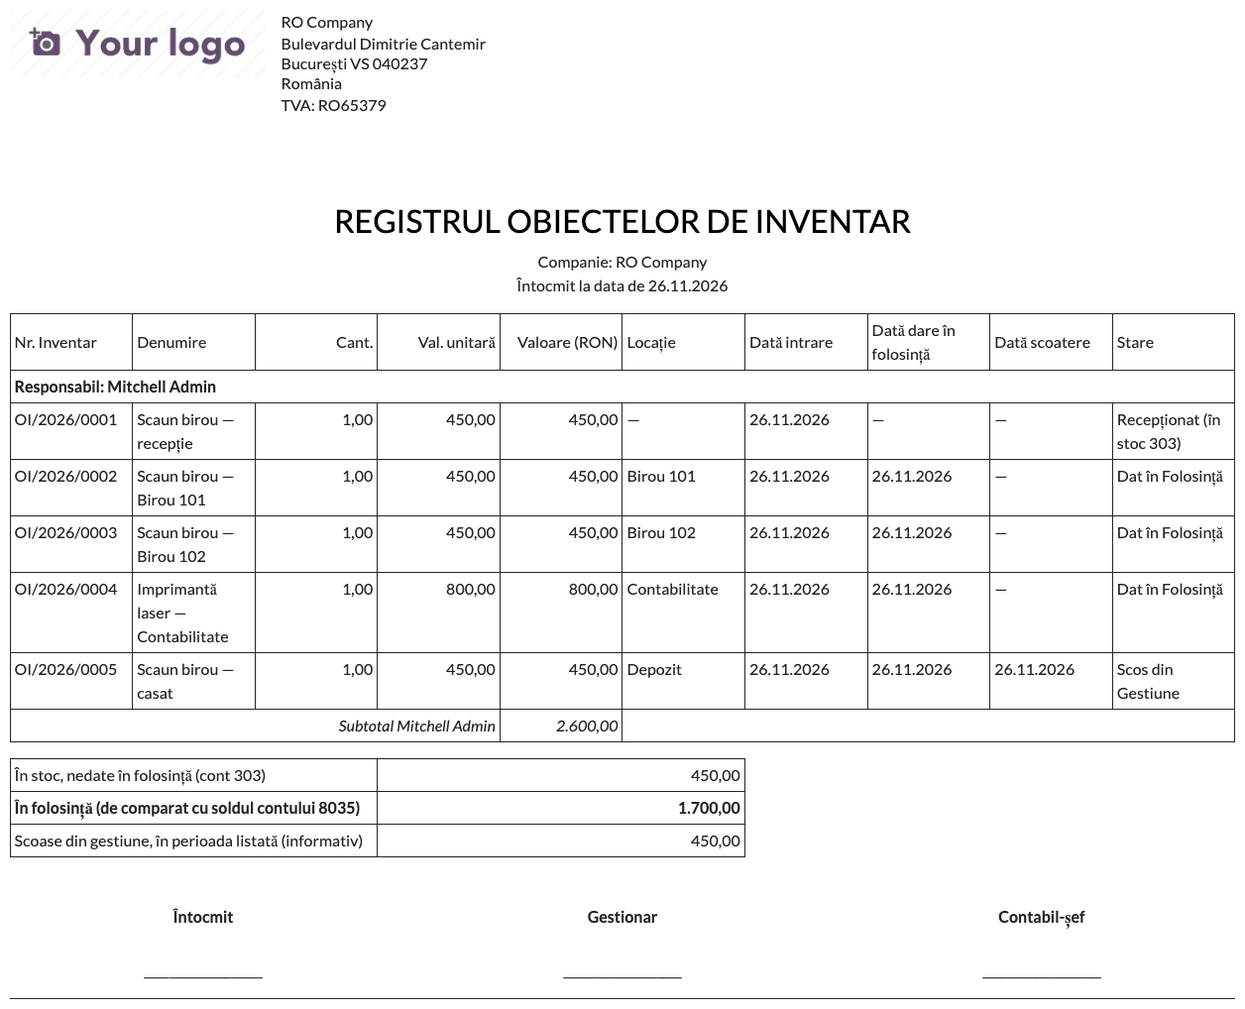 Your logo
RO Company
Bulevardul Dimitrie Cantemir
București VS 040237
România
TVA: RO65379
REGISTRUL OBIECTELOR DE INVENTAR
Companie: RO Company
Întocmit la data de 26.11.2026
Nr. Inventar Denumire Cant. Val. unitară Valoare (RON) Locație Dată intrare Dată dare în folosință Dată scoatere Stare
Responsabil: Mitchell Admin
OI/2026/0001 Scaun birou — recepție 1,00 450,00 450,00 — 26.11.2026 — — Recepționat (în stoc 303)
OI/2026/0002 Scaun birou — Birou 101 1,00 450,00 450,00 Birou 101 26.11.2026 26.11.2026 — Dat în Folosință
OI/2026/0003 Scaun birou — Birou 102 1,00 450,00 450,00 Birou 102 26.11.2026 26.11.2026 — Dat în Folosință
OI/2026/0004 Imprimantă laser — Contabilitate 1,00 800,00 800,00 Contabilitate 26.11.2026 26.11.2026 — Dat în Folosință
OI/2026/0005 Scaun birou — casat 1,00 450,00 450,00 Depozit 26.11.2026 26.11.2026 26.11.2026 Scos din Gestiune
Subtotal Mitchell Admin 2.600,00
În stoc, nedate în folosință (cont 303) 450,00
În folosință (de comparat cu soldul contului 8035) 1.700,00
Scoase din gestiune, în perioada listată (informativ) 450,00
Întocmit Gestionar Contabil-șef